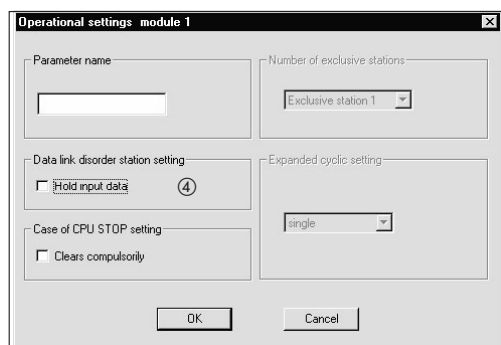 Operational settings module 1
Parameter name
Number of exclusive stations
Exclusive station 1
Data link disorder station setting
Hold input data
④
Expanded cyclic setting
single
Case of CPU STOP setting
Clears compulsorily
OK
Cancel